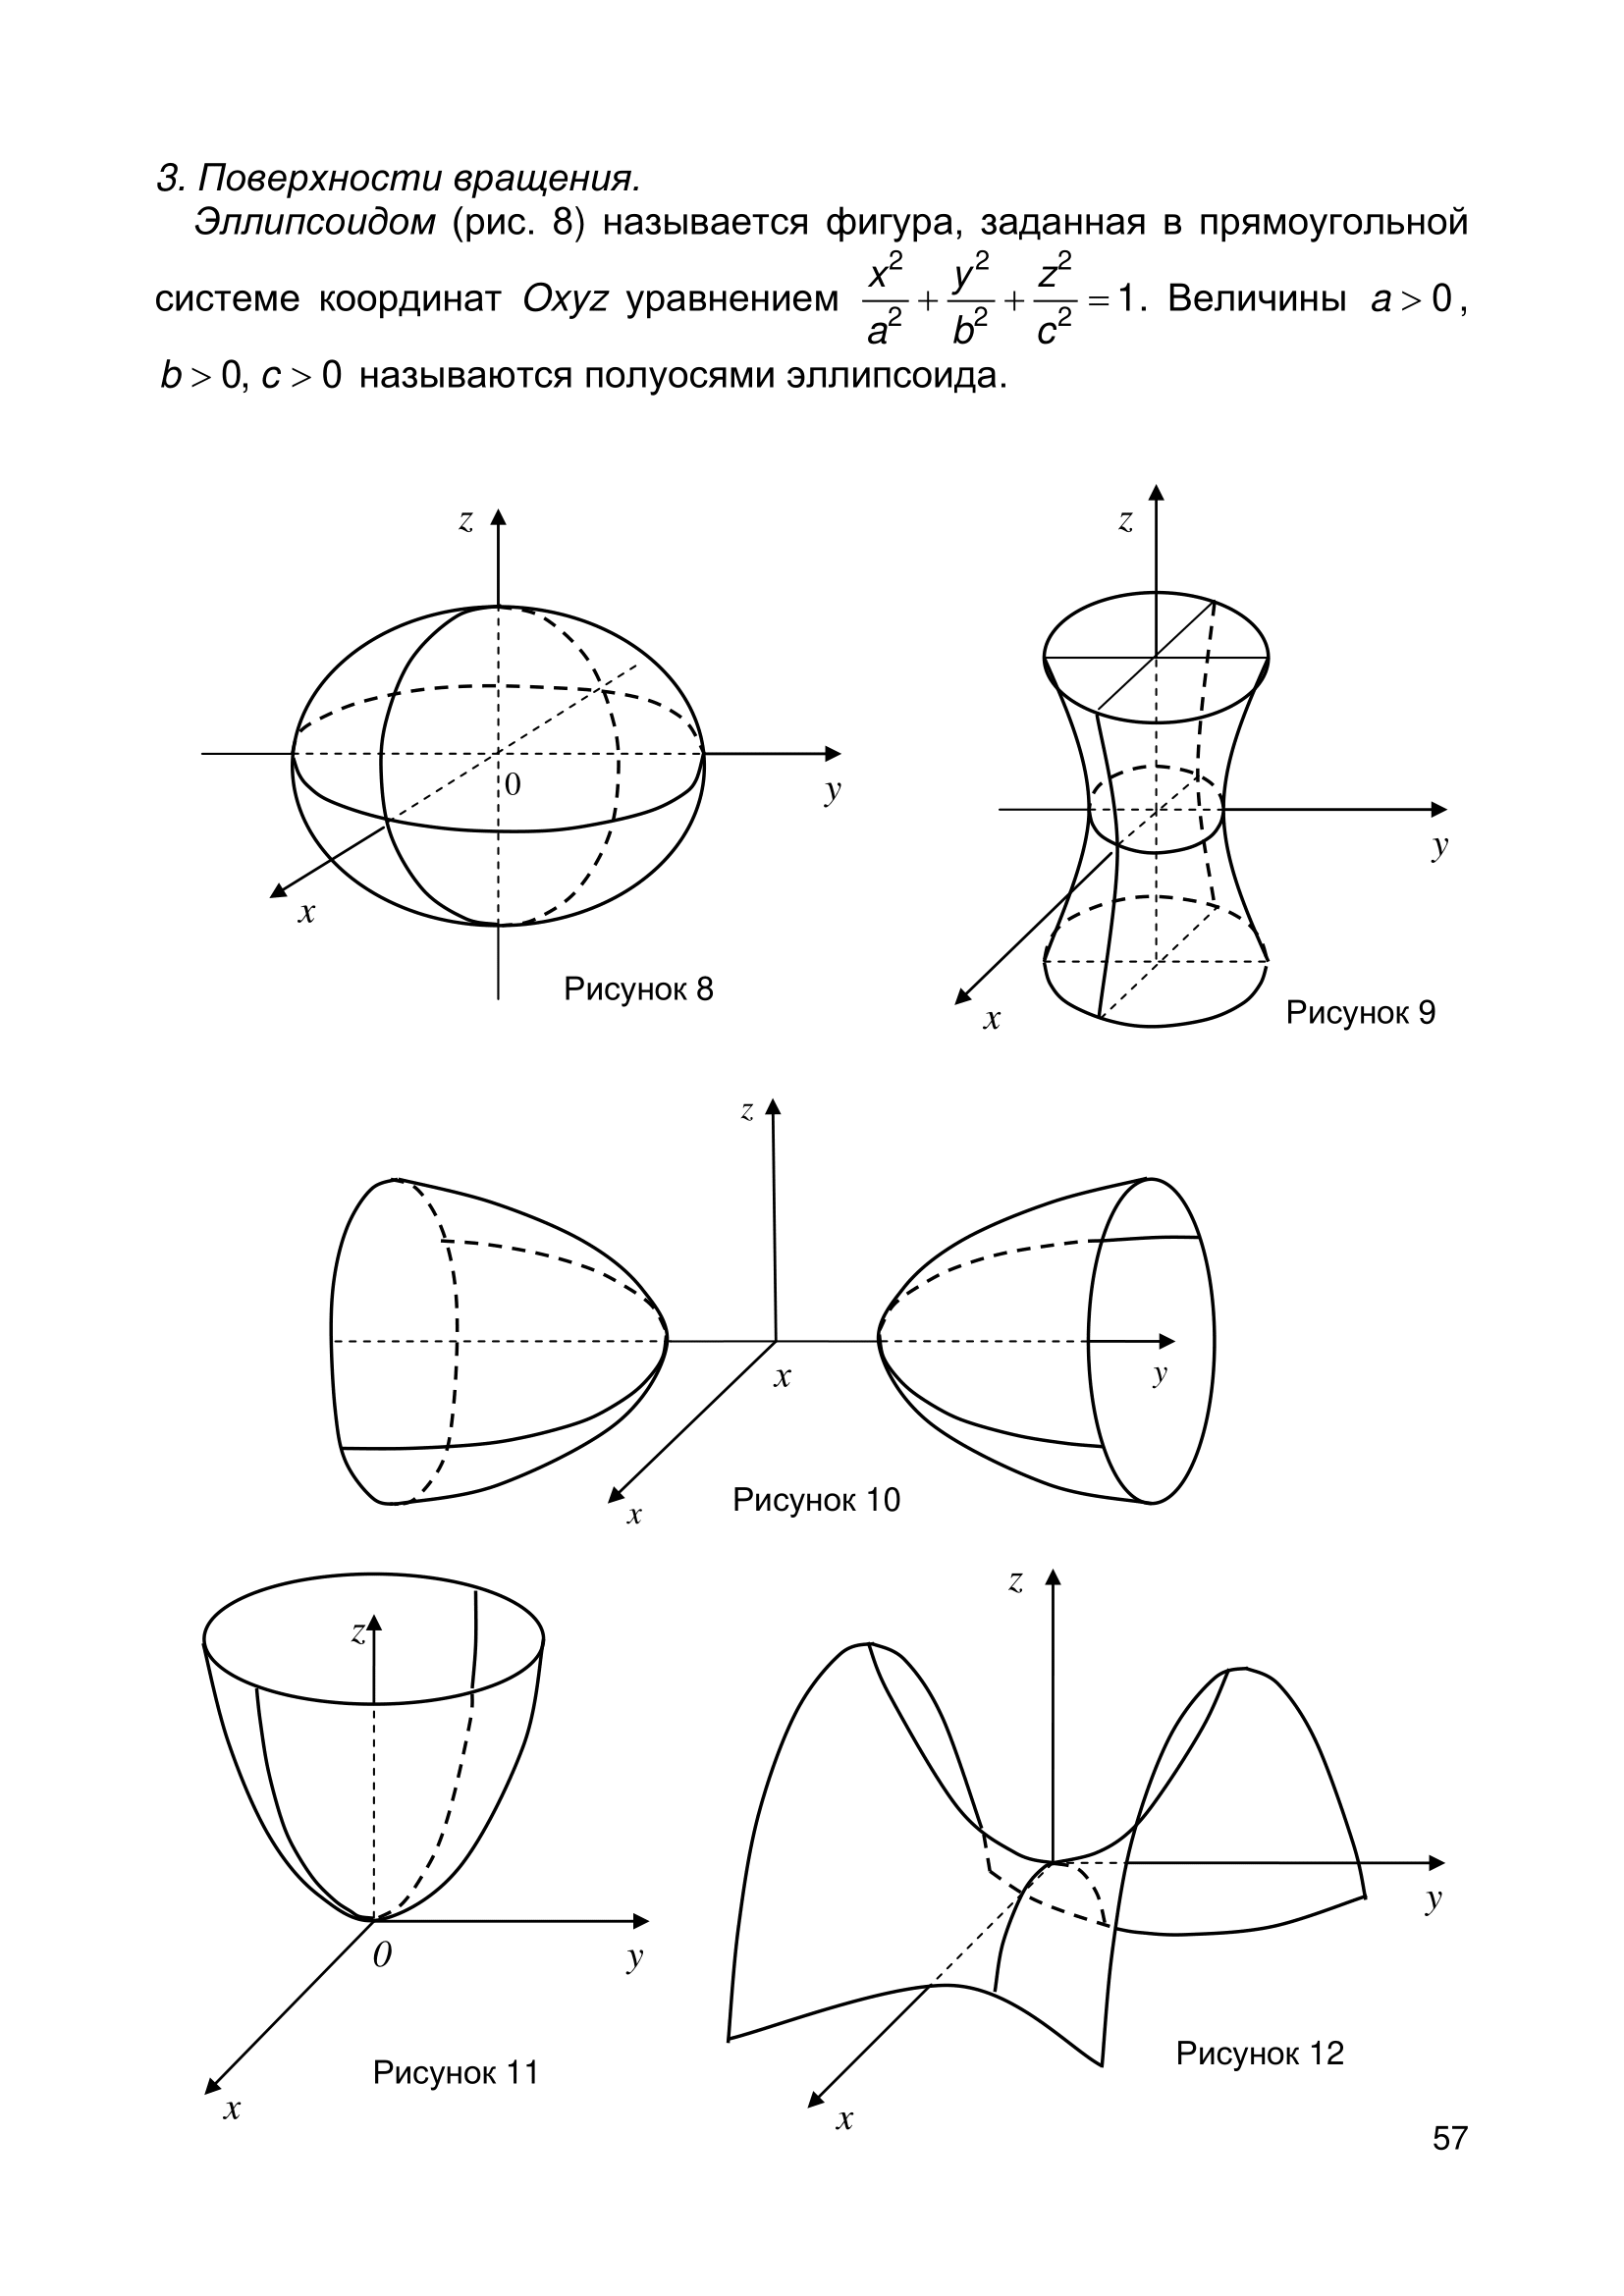 3. Поверхности вращения.
Эллипсоидом (рис. 8) называется фигура, заданная в прямоугольной
системе координат Oxyz уравнением x²/a² + y²/b² + z²/c² = 1. Величины a > 0,
b > 0, c > 0 называются полуосями эллипсоида.
z
z
0
y
y
x
Рисунок 8
x
Рисунок 9
z
x
y
Рисунок 10
x
z
z
y
0
y
Рисунок 12
Рисунок 11
x
x
57